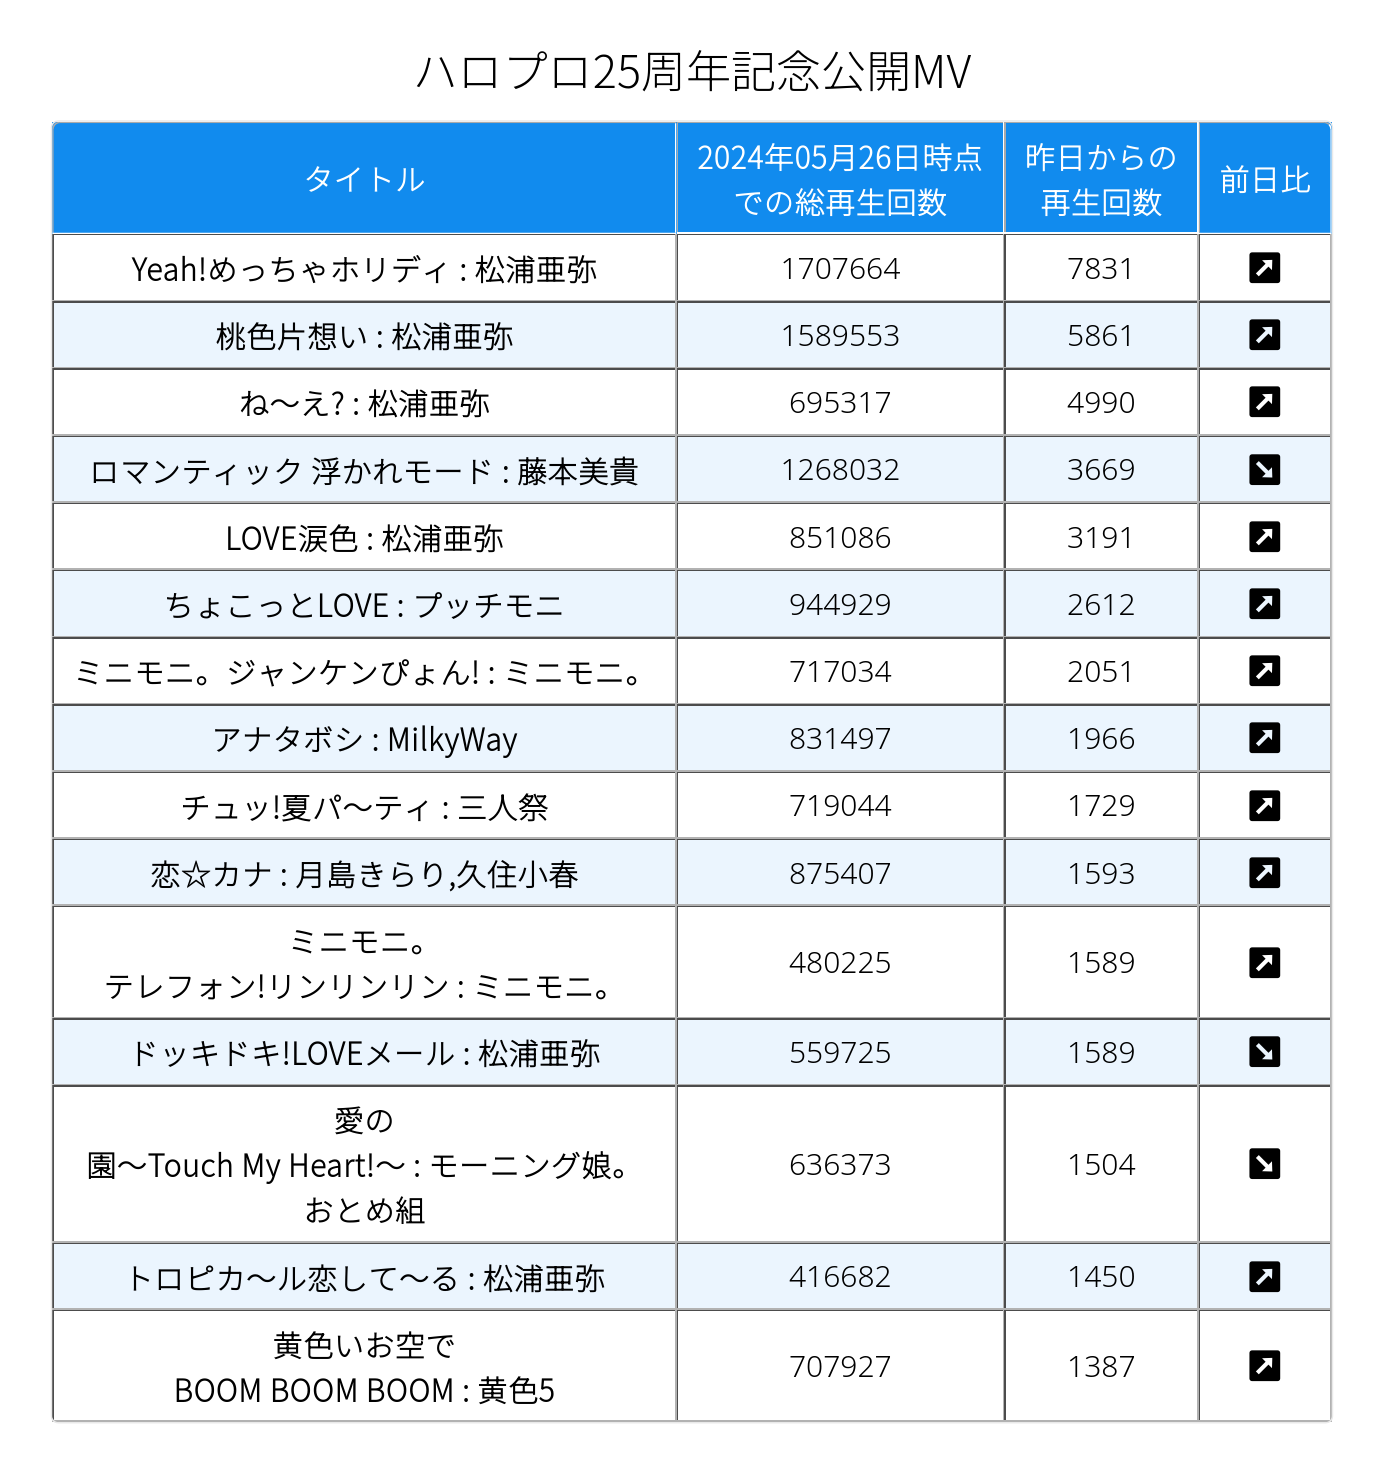 ハロプロ25周年記念公開MV
タイトル
2024年05月26日時点
での総再生回数
昨日からの
再生回数
前日比
Yeah!めっちゃホリディ : 松浦亜弥 1707664 7831
桃色片想い : 松浦亜弥 1589553 5861
ね〜え? : 松浦亜弥 695317 4990
ロマンティック 浮かれモード : 藤本美貴 1268032 3669
LOVE涙色 : 松浦亜弥 851086 3191
ちょこっとLOVE : プッチモニ 944929 2612
ミニモニ。ジャンケンぴょん! : ミニモニ。 717034 2051
アナタボシ : MilkyWay 831497 1966
チュッ!夏パ〜ティ : 三人祭 719044 1729
恋☆カナ : 月島きらり,久住小春 875407 1593
ミニモニ。
テレフォン!リンリンリン : ミニモニ。 480225 1589
ドッキドキ!LOVEメール : 松浦亜弥 559725 1589
愛の
園〜Touch My Heart!〜 : モーニング娘。 636373 1504
おとめ組
トロピカ〜ル恋して〜る : 松浦亜弥 416682 1450
黄色いお空で
BOOM BOOM BOOM : 黄色5 707927 1387